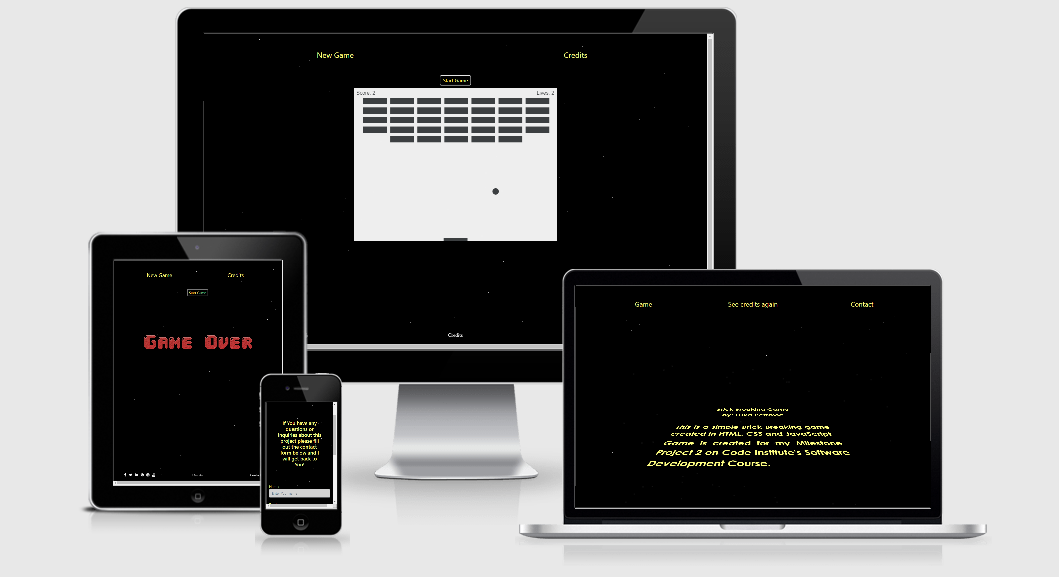 New Game
Credits
Start Game
Score: 2
Lives: 2
Credits
New Game
Credits
Start Game
GAME OVER
If You have any
questions or
inquiries about this
project please fill
out the contact
form below and I
will get back to
You!
Game
See credits again
Contact
Brick Breaking Game
This is a simple brick breaking game
created in HTML, CSS and JavaScript.
Game is created for my Milestone
Project 2 on Code Institute's Software
Development Course.